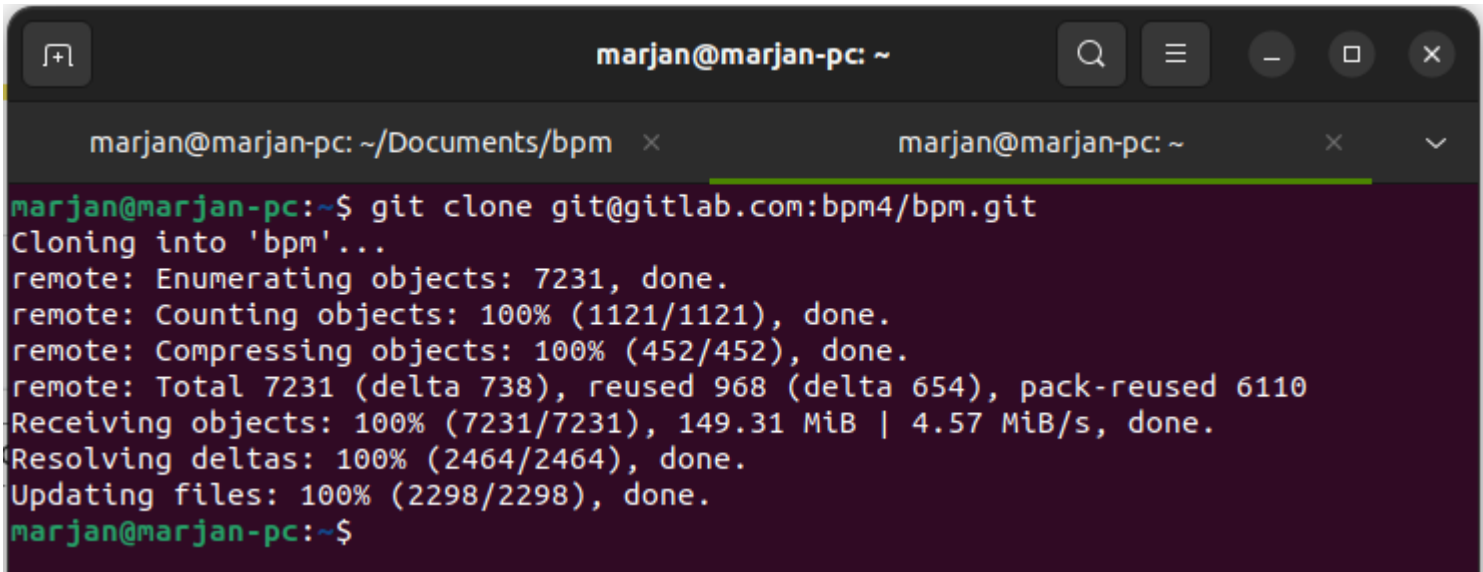 marjan@marjan-pc: ~
marjan@marjan-pc: ~/Documents/bpm
marjan@marjan-pc: ~
marjan@marjan-pc:~$ git clone git@gitlab.com:bpm4/bpm.git
Cloning into 'bpm'...
remote: Enumerating objects: 7231, done.
remote: Counting objects: 100% (1121/1121), done.
remote: Compressing objects: 100% (452/452), done.
remote: Total 7231 (delta 738), reused 968 (delta 654), pack-reused 6110
Receiving objects: 100% (7231/7231), 149.31 MiB | 4.57 MiB/s, done.
Resolving deltas: 100% (2464/2464), done.
Updating files: 100% (2298/2298), done.
marjan@marjan-pc:~$